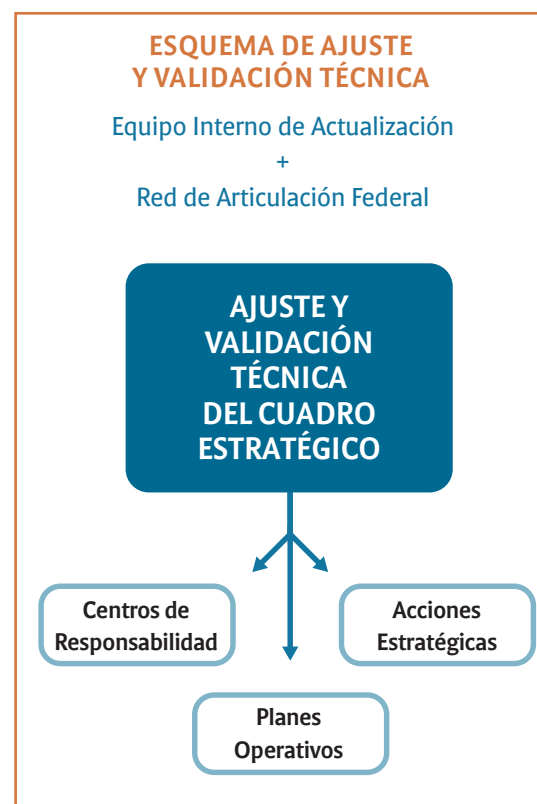 ESQUEMA DE AJUSTE
Y VALIDACIÓN TÉCNICA
Equipo Interno de Actualización
+
Red de Articulación Federal
AJUSTE Y
VALIDACIÓN
TÉCNICA
DEL CUADRO
ESTRATÉGICO
Centros de
Responsabilidad
Acciones
Estratégicas
Planes
Operativos